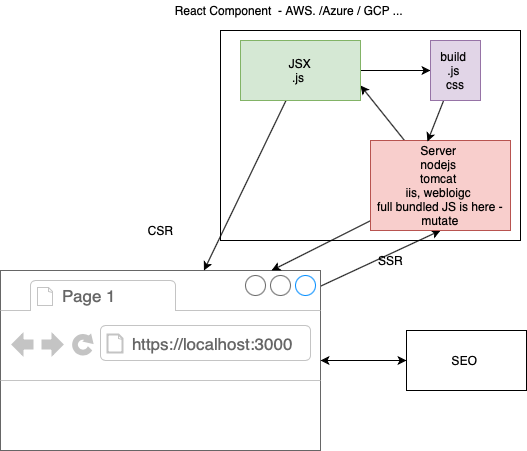 React Component - AWS. /Azure / GCP ...
JSX
.js
build
.js
css
Server
nodejs
tomcat
iis, webloigc
full bundled JS is here -
mutate
CSR
SSR
Page 1
https://localhost:3000
SEO